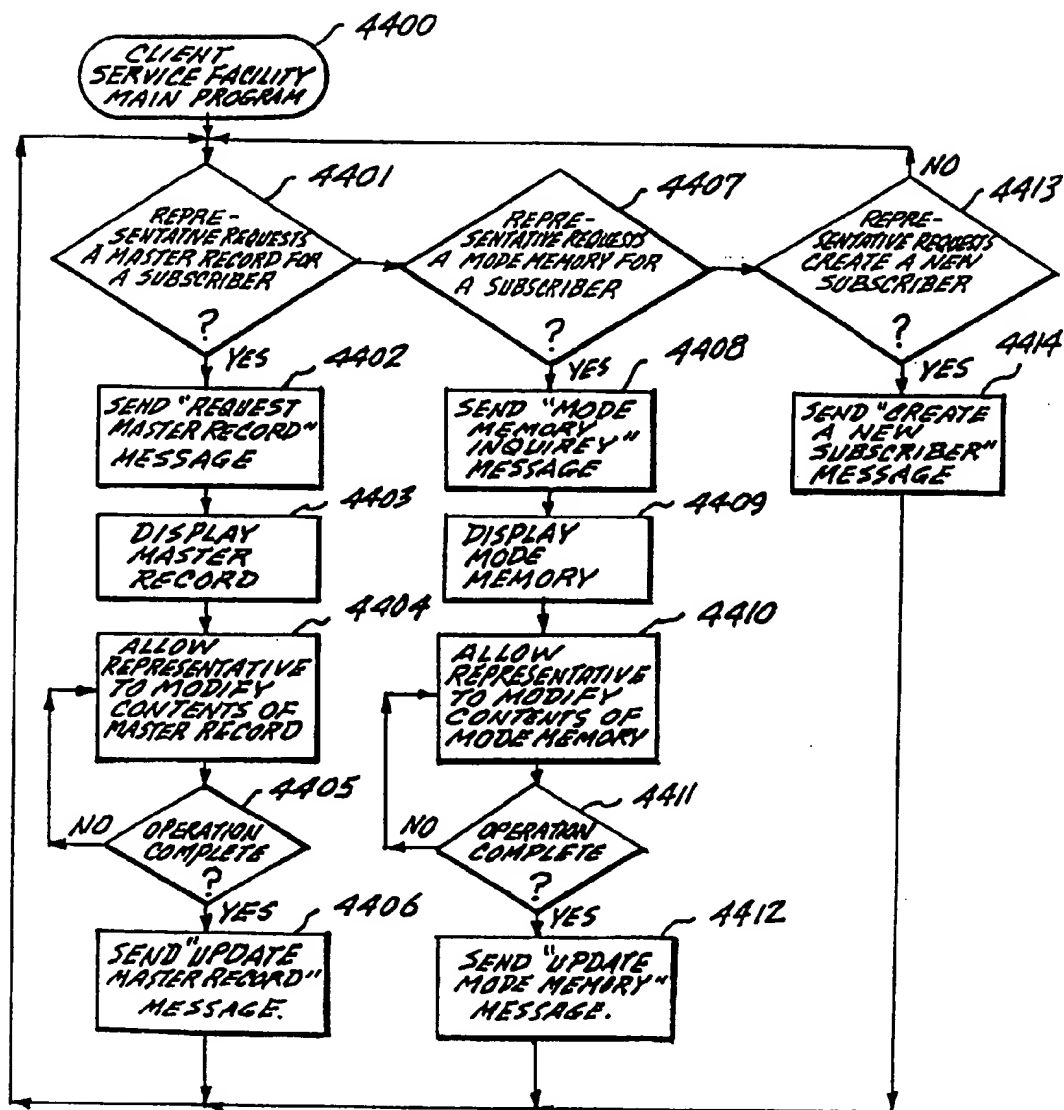 4400
CLIENT
SERVICE FACILITY
MAIN PROGRAM
4401
REPRE-
SENTATIVE REQUESTS
A MASTER RECORD FOR
A SUBSCRIBER
?
YES
4407
REPRE-
SENTATIVE REQUESTS
A MODE MEMORY FOR
A SUBSCRIBER
?
YES
NO
4413
REPRE-
SENTATIVE REQUESTS
CREATE A NEW
SUBSCRIBER
?
YES
4402
SEND "REQUEST
MASTER RECORD"
MESSAGE
4408
SEND "MODE
MEMORY
INQUIREY"
MESSAGE
4414
SEND "CREATE
A NEW
SUBSCRIBER"
MESSAGE
4403
DISPLAY
MASTER
RECORD
4409
DISPLAY
MODE
MEMORY
4404
ALLOW
REPRESENTATIVE
TO MODIFY
CONTENTS OF
MASTER RECORD
4410
ALLOW
REPRESENTATIVE
TO MODIFY
CONTENTS OF
MODE MEMORY
4405
NO
OPERATION
COMPLETE
?
YES
4411
NO
OPERATION
COMPLETE
?
YES
4406
SEND "UPDATE
MASTER RECORD"
MESSAGE.
4412
SEND "UPDATE
MODE MEMORY"
MESSAGE.